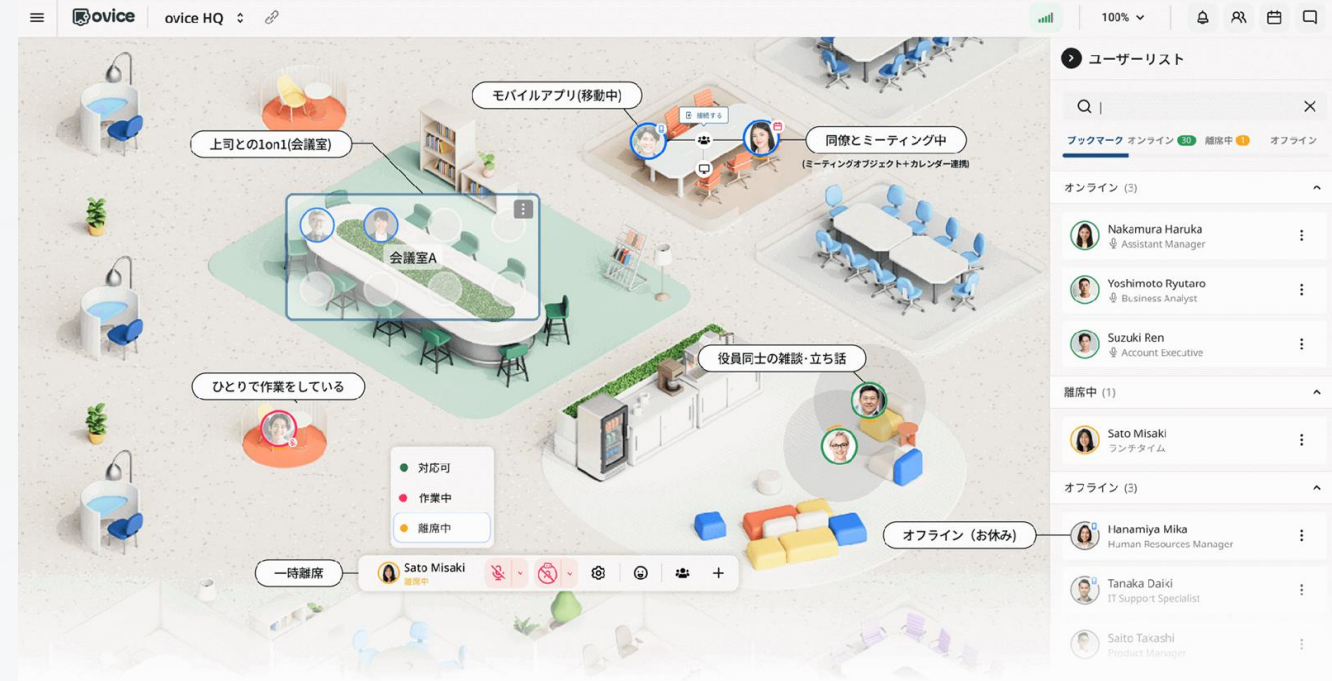 ovice
ovice HQ
100%
ユーザーリスト
モバイルアプリ(移動中)
接続する
上司との1on1(会議室)
同僚とミーティング中
(ミーティングオブジェクト+カレンダー連携)
ブックマーク オンライン 30 離席中 1 オフライン
オンライン (3)
Nakamura Haruka
Assistant Manager
会議室A
Yoshimoto Ryutaro
Business Analyst
Suzuki Ren
Account Executive
役員同士の雑談・立ち話
ひとりで作業をしている
離席中 (1)
Sato Misaki
ランチタイム
対応可
作業中
離席中
オフライン (3)
オフライン(お休み)
Hanamiya Mika
Human Resources Manager
一時離席
Sato Misaki
離席中
Tanaka Daiki
IT Support Specialist
Saito Takashi
Product Manager